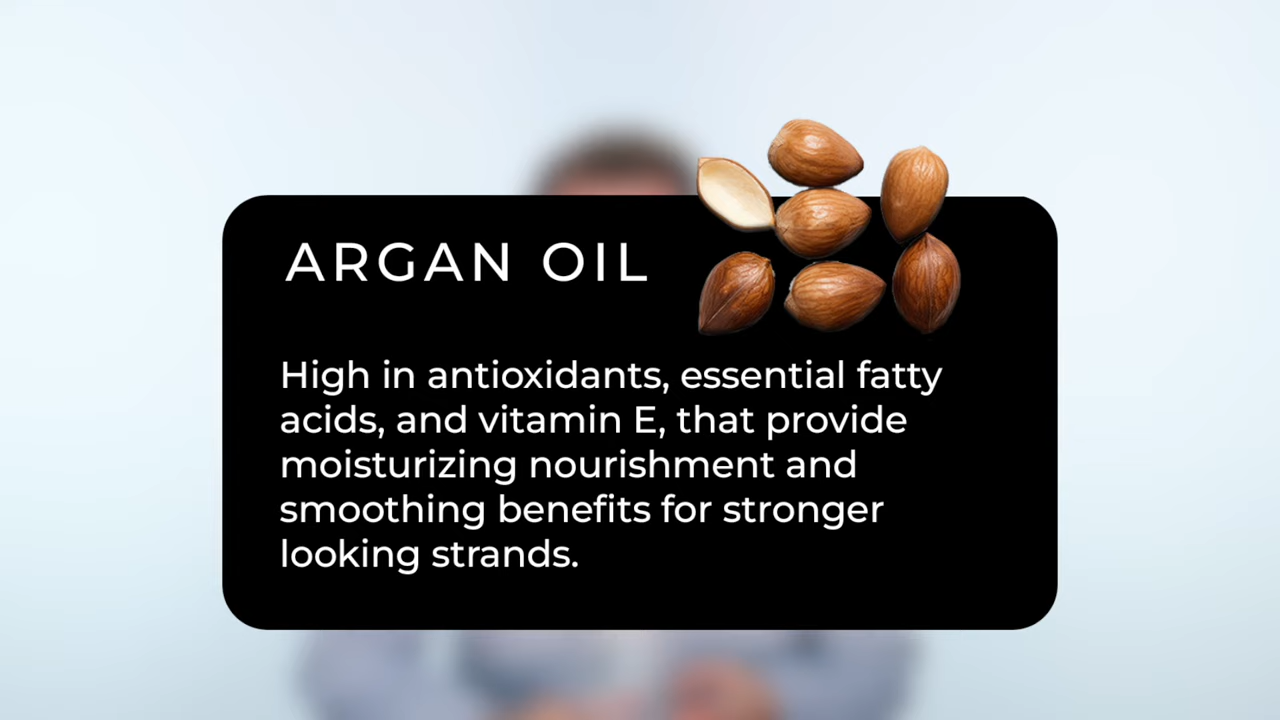 ARGAN OIL
High in antioxidants, essential fatty
acids, and vitamin E, that provide
moisturizing nourishment and
smoothing benefits for stronger
looking strands.